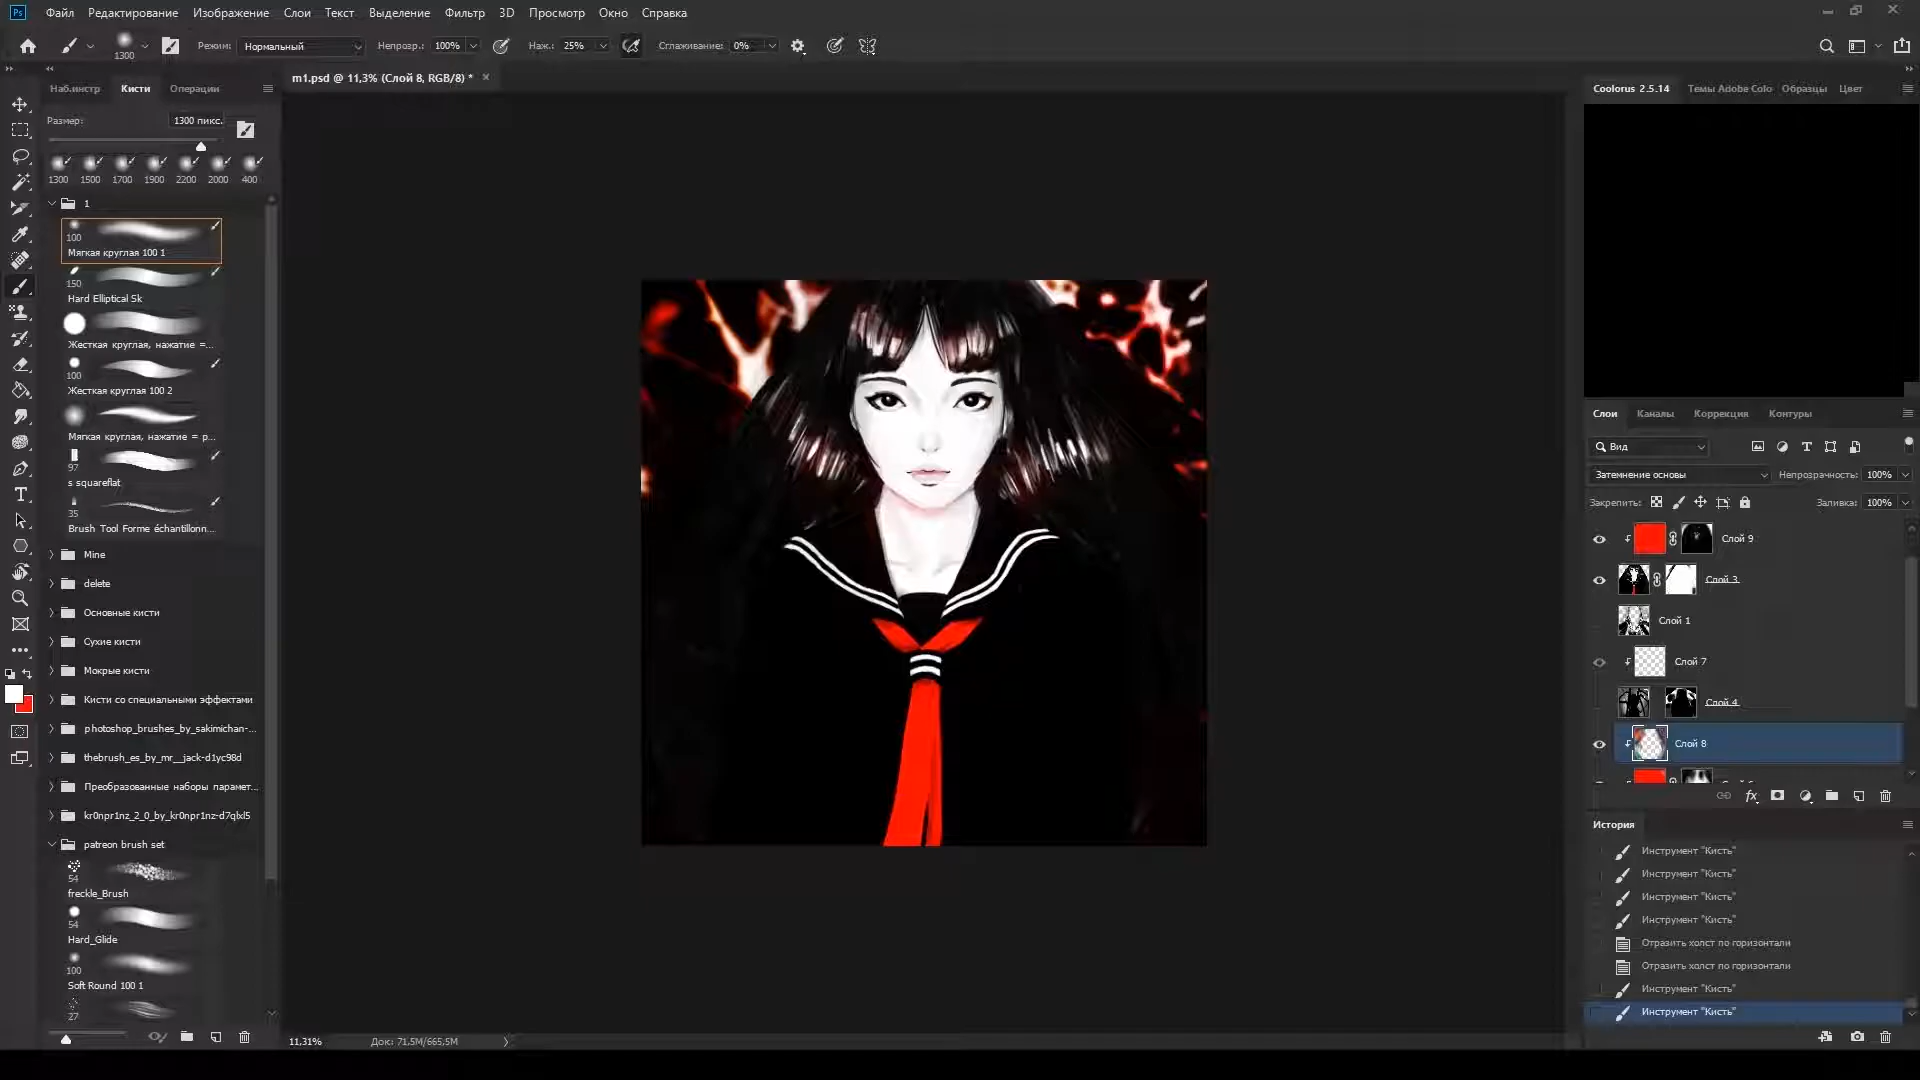 Ps Файл Редактирование Изображение Слои Текст Выделение Фильтр 3D Просмотр Окно Справка
1300 Режим: Нормальный Непрозр.: 100% Наж.: 25% Сглаживание: 0%
m1.psd @ 11,3% (Слой 8, RGB/8) * ×
Наб.инстр Кисти Операции
Размер: 1300 пикс.
1300 1500 1700 1900 2200 2000 400
1
100
Мягкая круглая 100 1
150
Hard Elliptical Sk
Жесткая круглая, нажатие =...
100
Жесткая круглая 100 2
Мягкая круглая, нажатие = р...
97
s squareflat
35
Brush Tool Forme échantillonn...
Mine
delete
Основные кисти
Сухие кисти
Мокрые кисти
Кисти со специальными эффектами
photoshop_brushes_by_sakimichan-...
thebrush_es_by_mr__jack-d1yc98d
Преобразованные наборы парамет...
kr0npr1nz_2_0_by_kr0npr1nz-d7qlxl5
patreon brush set
54
freckle_Brush
54
Hard_Glide
100
Soft Round 100 1
27
11,31% Док: 71,5M/665,5M
Coolorus 2.5.14 Темы Adobe Colo Образцы Цвет
Слои Каналы Коррекция Контуры
Вид
Затемнение основы Непрозрачность: 100%
Закрепить: Заливка: 100%
Слой 9
Слой 3
Слой 1
Слой 7
Слой 4
Слой 8
fx
История
Инструмент "Кисть"
Инструмент "Кисть"
Инструмент "Кисть"
Инструмент "Кисть"
Отразить холст по горизонтали
Отразить холст по горизонтали
Инструмент "Кисть"
Инструмент "Кисть"